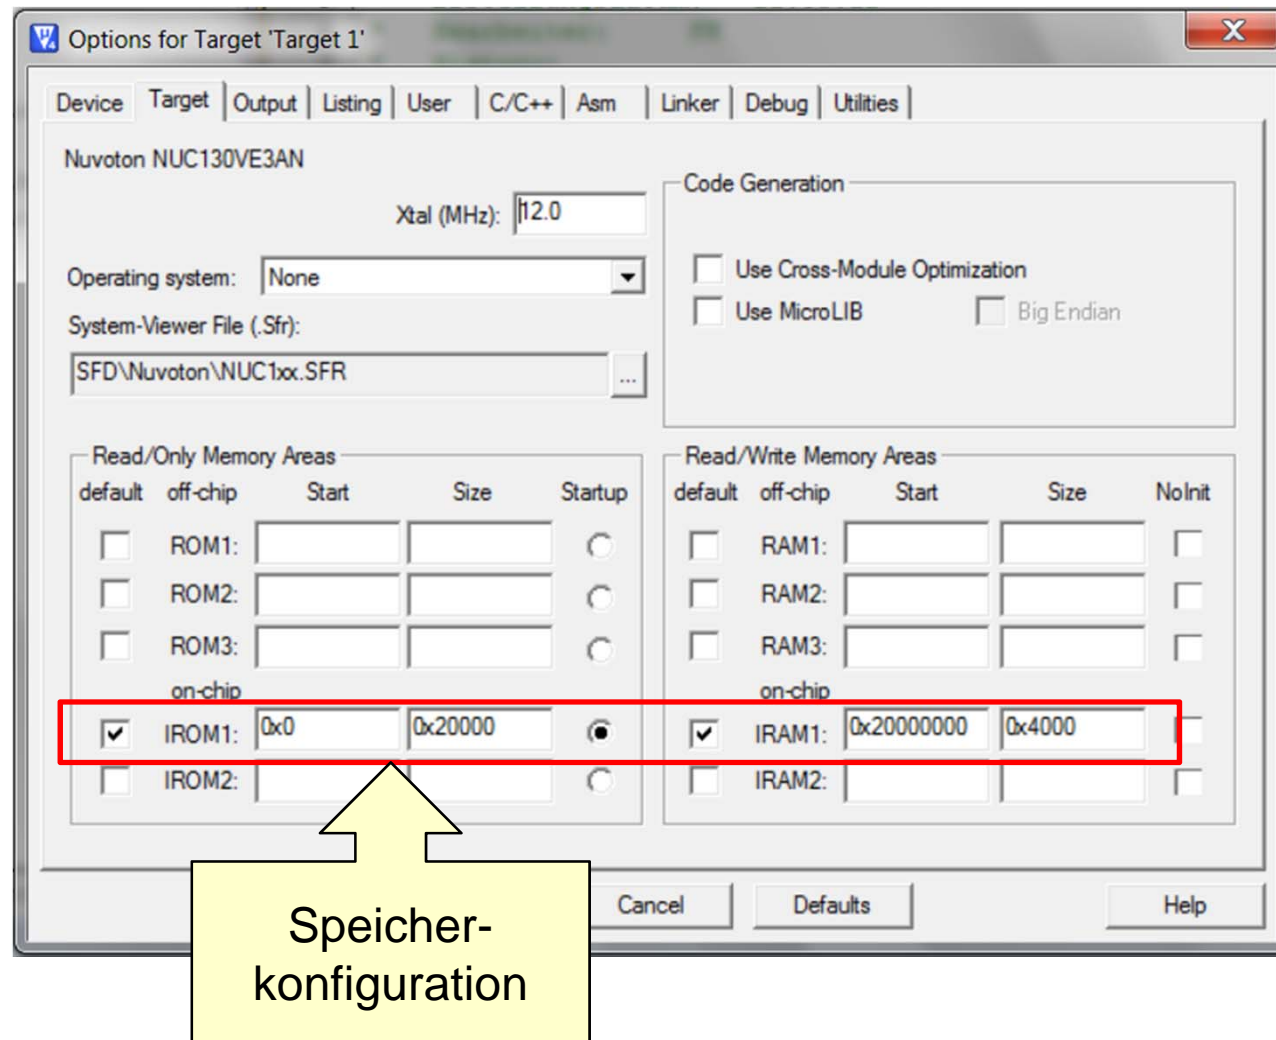 Options for Target 'Target 1'
Device Target Output Listing User C/C++ Asm Linker Debug Utilities
Nuvoton NUC130VE3AN
Xtal (MHz): 12.0
Operating system: None
System-Viewer File (.Sfr):
SFD\Nuvoton\NUC1xx.SFR ...
Code Generation
Use Cross-Module Optimization
Use MicroLIB Big Endian
Read/Only Memory Areas
default off-chip Start Size Startup
ROM1:
ROM2:
ROM3:
on-chip
IROM1: 0x0 0x20000
IROM2:
Read/Write Memory Areas
default off-chip Start Size NoInit
RAM1:
RAM2:
RAM3:
on-chip
IRAM1: 0x20000000 0x4000
IRAM2:
Cancel Defaults Help
Speicher-
konfiguration